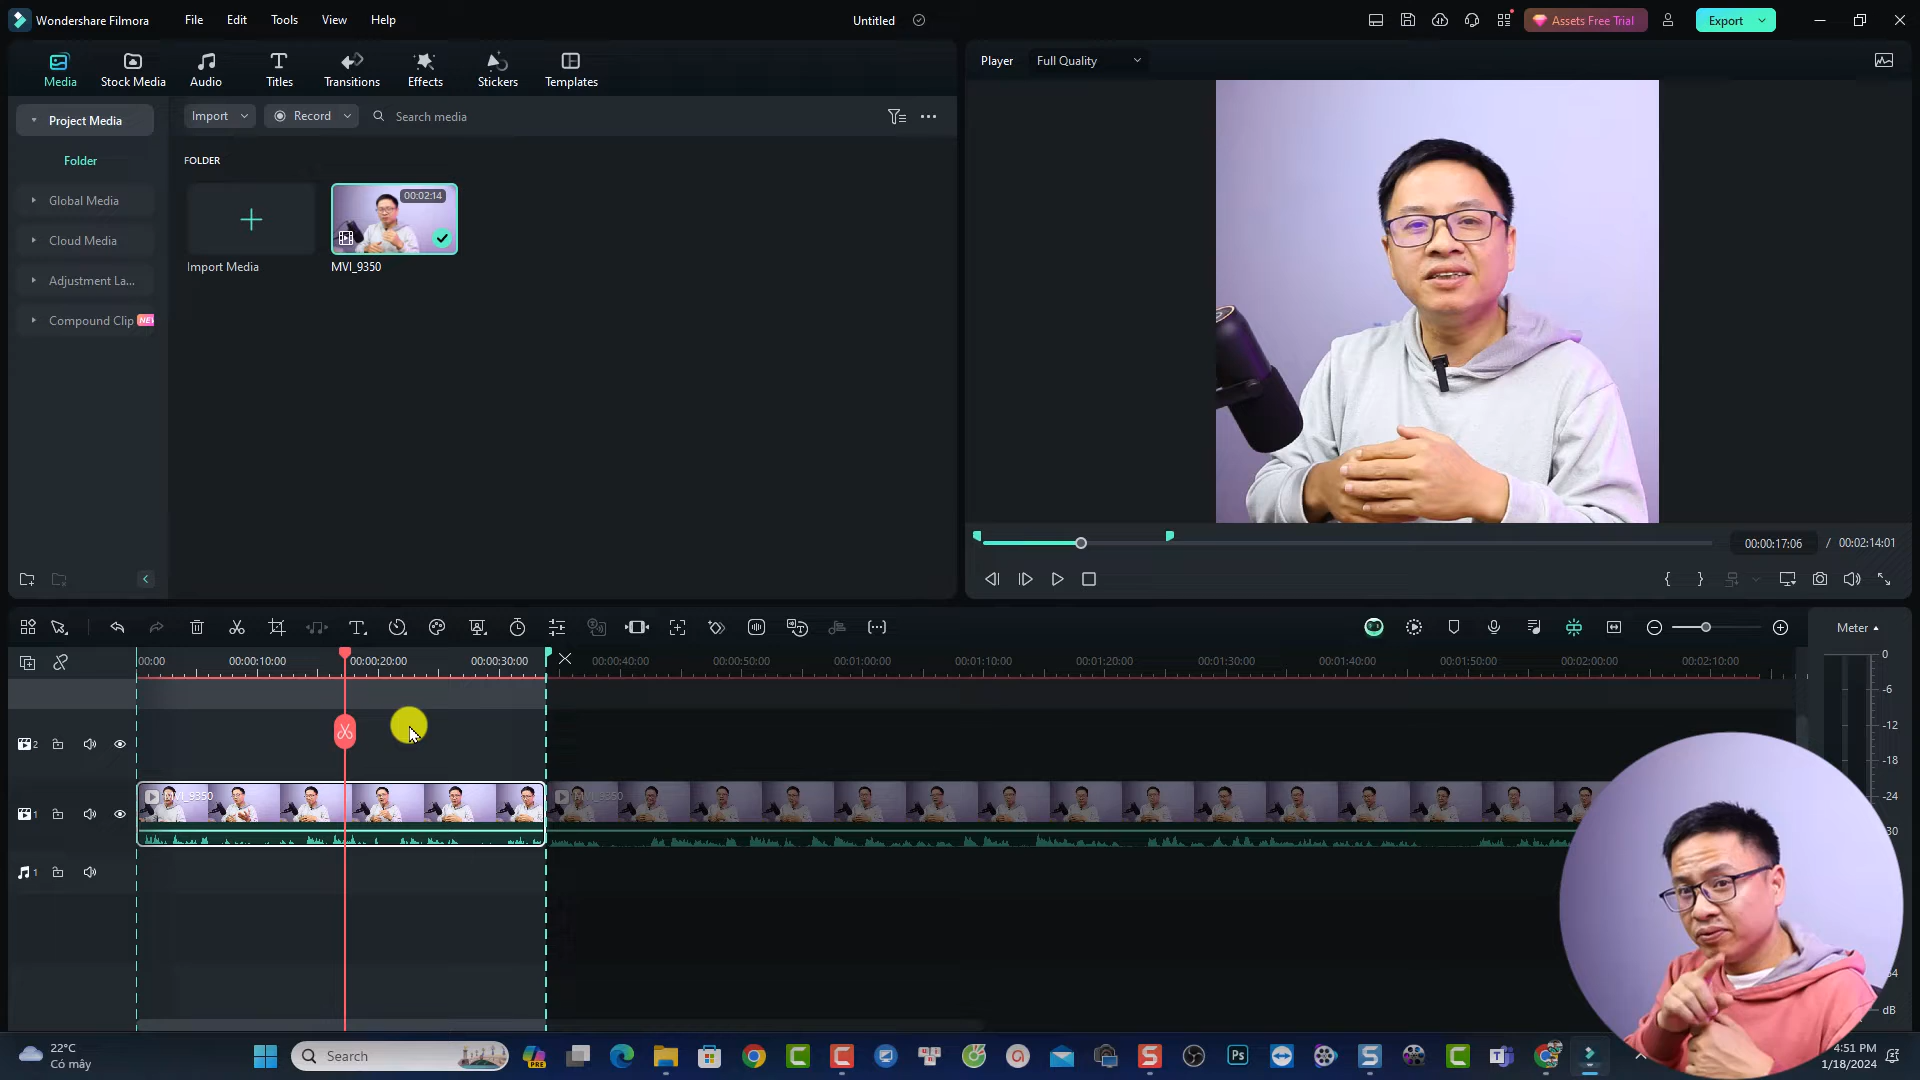 Wondershare Filmora
File
Edit
Tools
View
Help
Untitled
Assets Free Trial
Export
Media
Stock Media
Audio
Titles
Transitions
Effects
Stickers
Templates
Player
Full Quality
Project Media
Import
Record
Search media
Folder
FOLDER
Global Media
00:02:14
Cloud Media
Import Media
MVI_9350
Adjustment La...
Compound Clip
00:00:17:06 / 00:02:14:01
Meter
00:00
00:00:10:00
00:00:20:00
00:00:30:00
00:00:40:00
00:00:50:00
00:01:00:00
00:01:10:00
00:01:20:00
00:01:30:00
00:01:40:00
00:01:50:00
00:02:00:00
00:02:10:00
0
-6
-12
-18
-24
dB
2
MVI_9350
MVI_9350
1
1
22°C
Có mây
Search
PRE
Ps
4:51 PM
1/18/2024